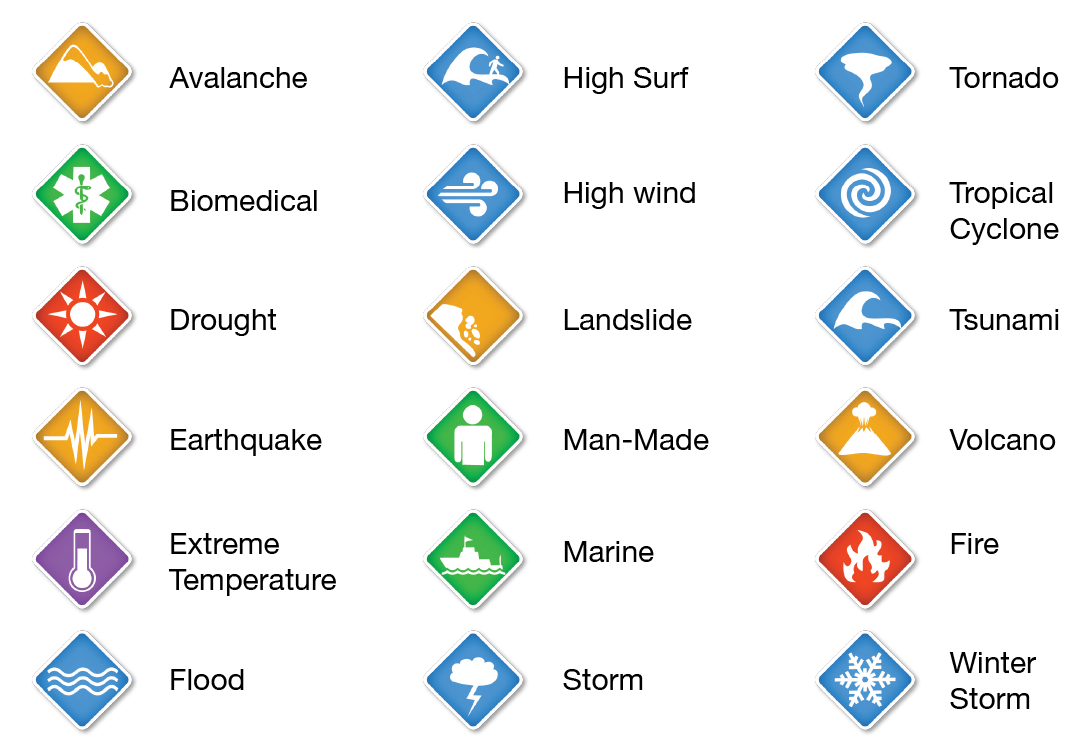 Avalanche
Biomedical
Drought
Earthquake
Extreme
Temperature
Flood
High Surf
High wind
Landslide
Man-Made
Marine
Storm
Tornado
Tropical
Cyclone
Tsunami
Volcano
Fire
Winter
Storm